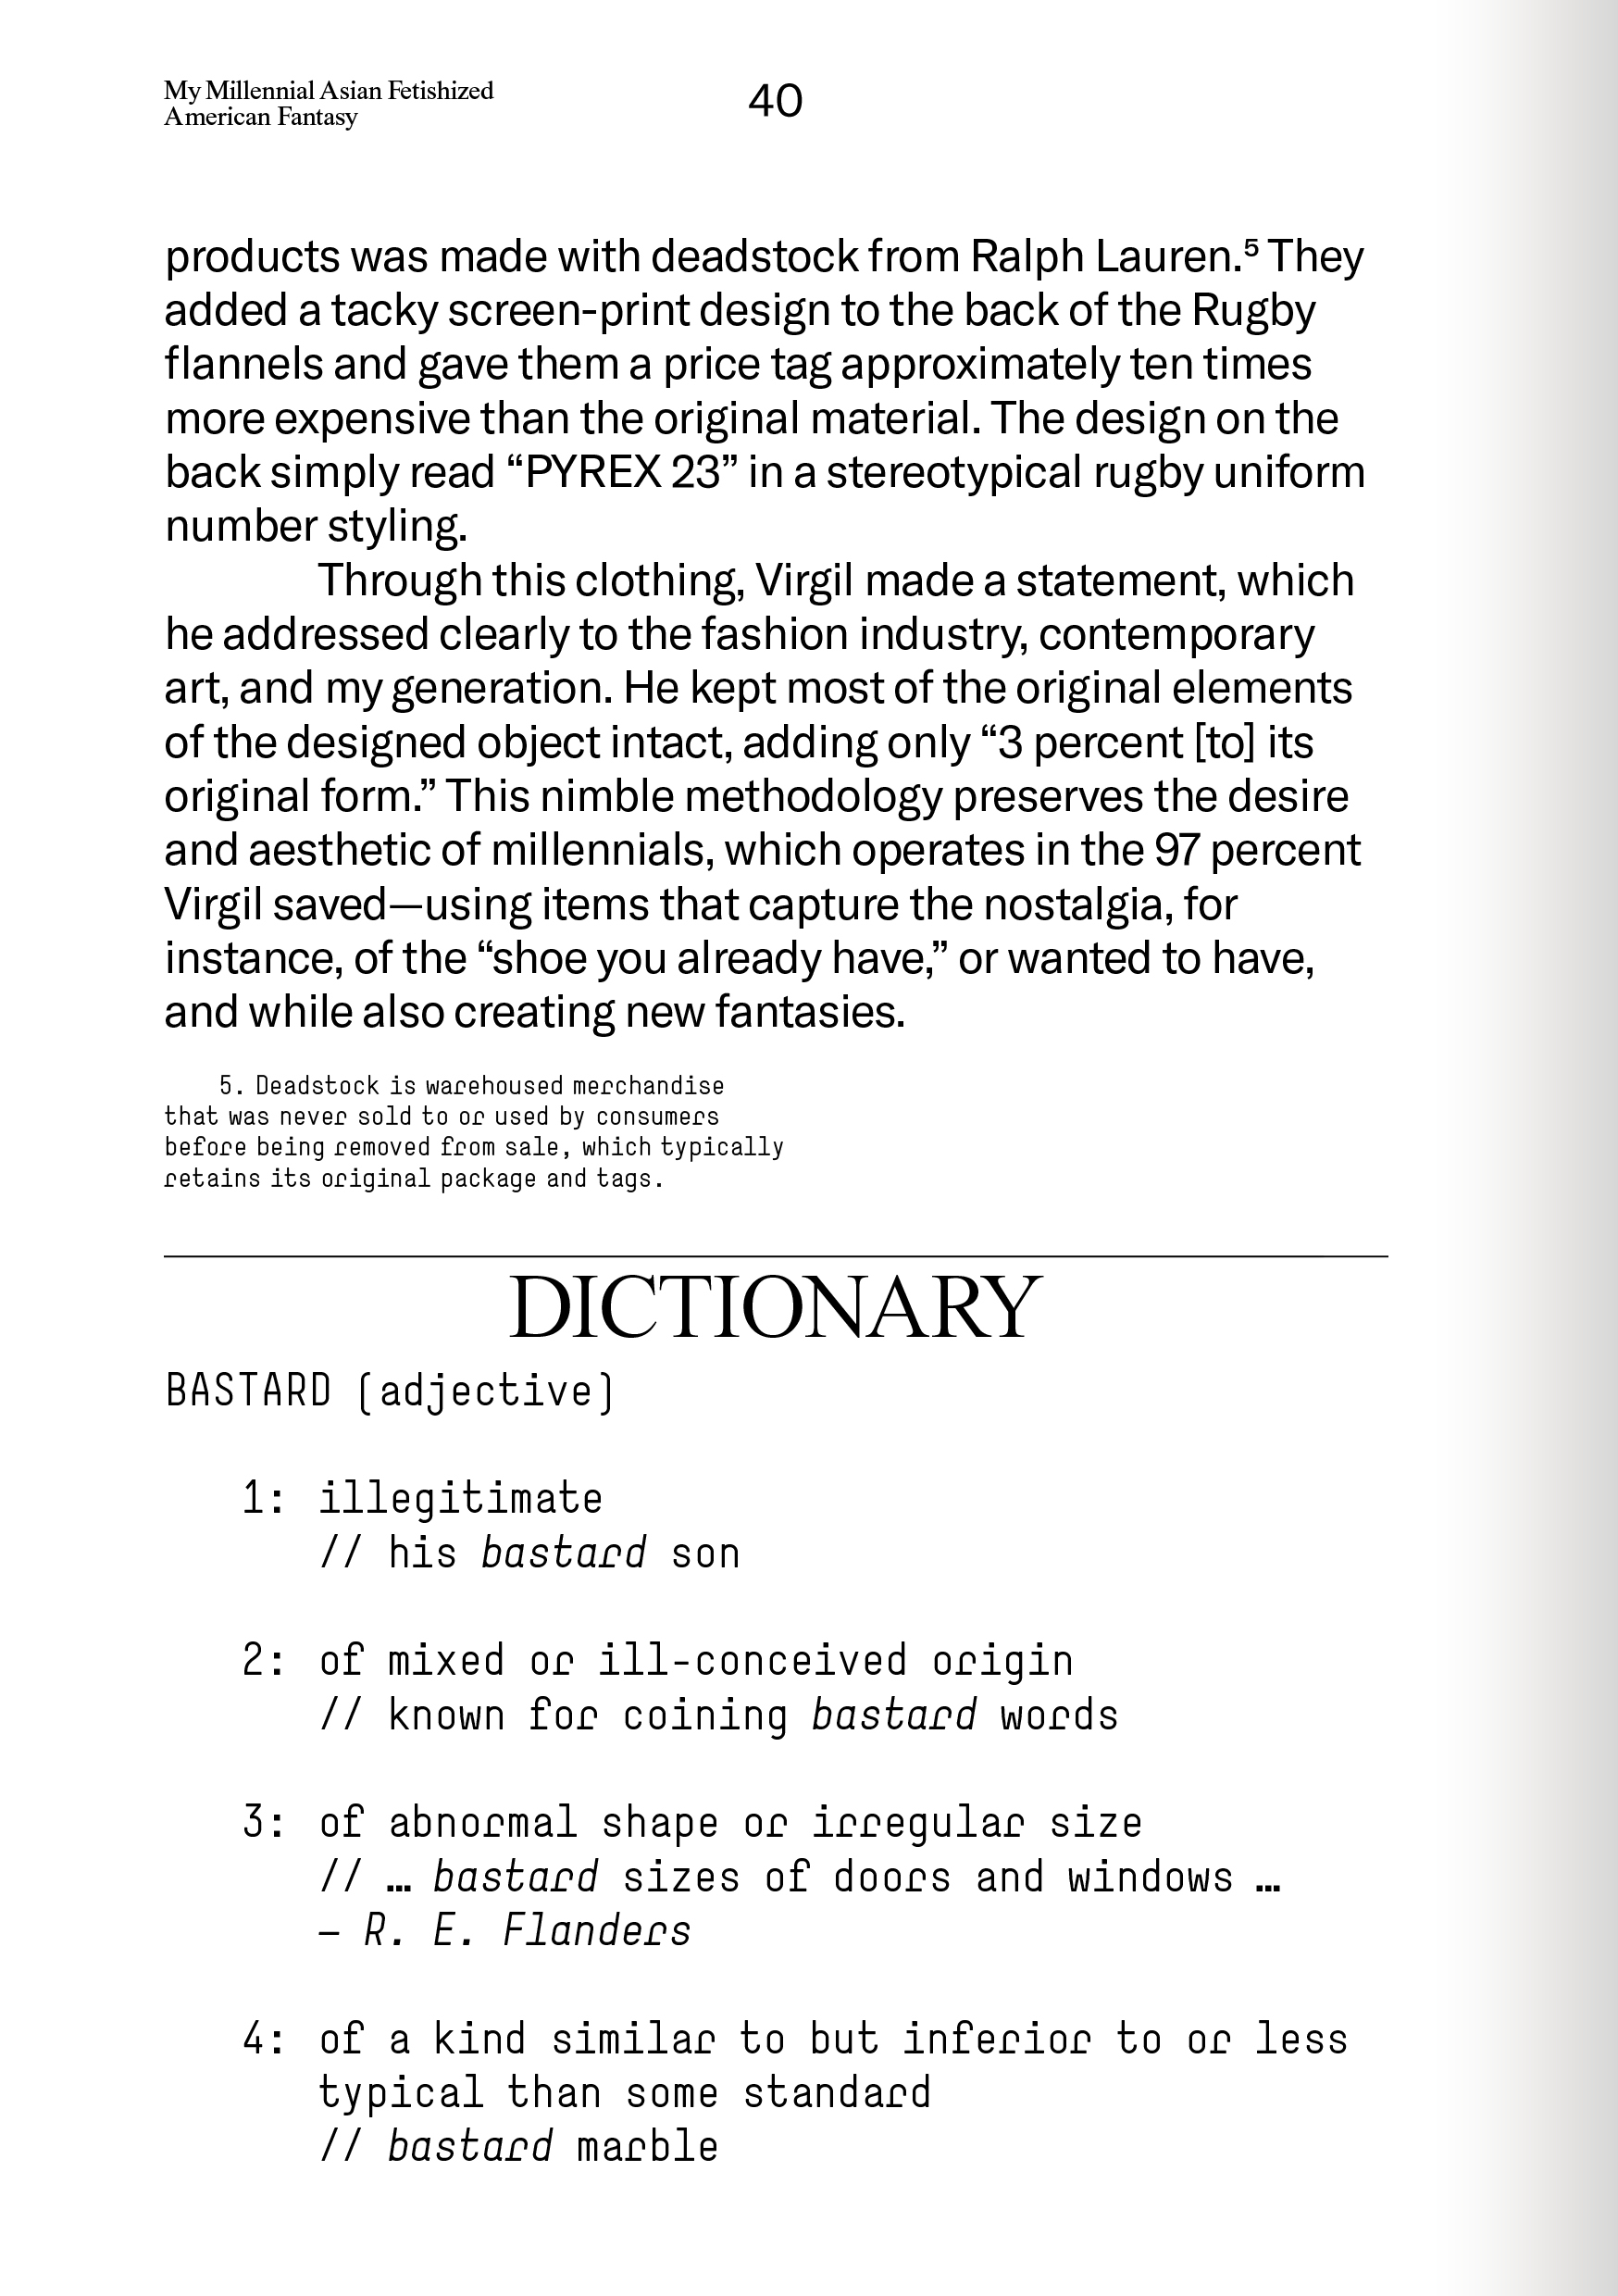 My Millennial Asian Fetishized
American Fantasy
40
products was made with deadstock from Ralph Lauren.⁵ They
added a tacky screen-print design to the back of the Rugby
flannels and gave them a price tag approximately ten times
more expensive than the original material. The design on the
back simply read “PYREX 23” in a stereotypical rugby uniform
number styling.
Through this clothing, Virgil made a statement, which
he addressed clearly to the fashion industry, contemporary
art, and my generation. He kept most of the original elements
of the designed object intact, adding only “3 percent [to] its
original form.” This nimble methodology preserves the desire
and aesthetic of millennials, which operates in the 97 percent
Virgil saved—using items that capture the nostalgia, for
instance, of the “shoe you already have,” or wanted to have,
and while also creating new fantasies.
5. Deadstock is warehoused merchandise
that was never sold to or used by consumers
before being removed from sale, which typically
retains its original package and tags.
DICTIONARY
BASTARD (adjective)
1: illegitimate
// his bastard son
2: of mixed or ill-conceived origin
// known for coining bastard words
3: of abnormal shape or irregular size
// … bastard sizes of doors and windows …
— R. E. Flanders
4: of a kind similar to but inferior to or less
typical than some standard
// bastard marble